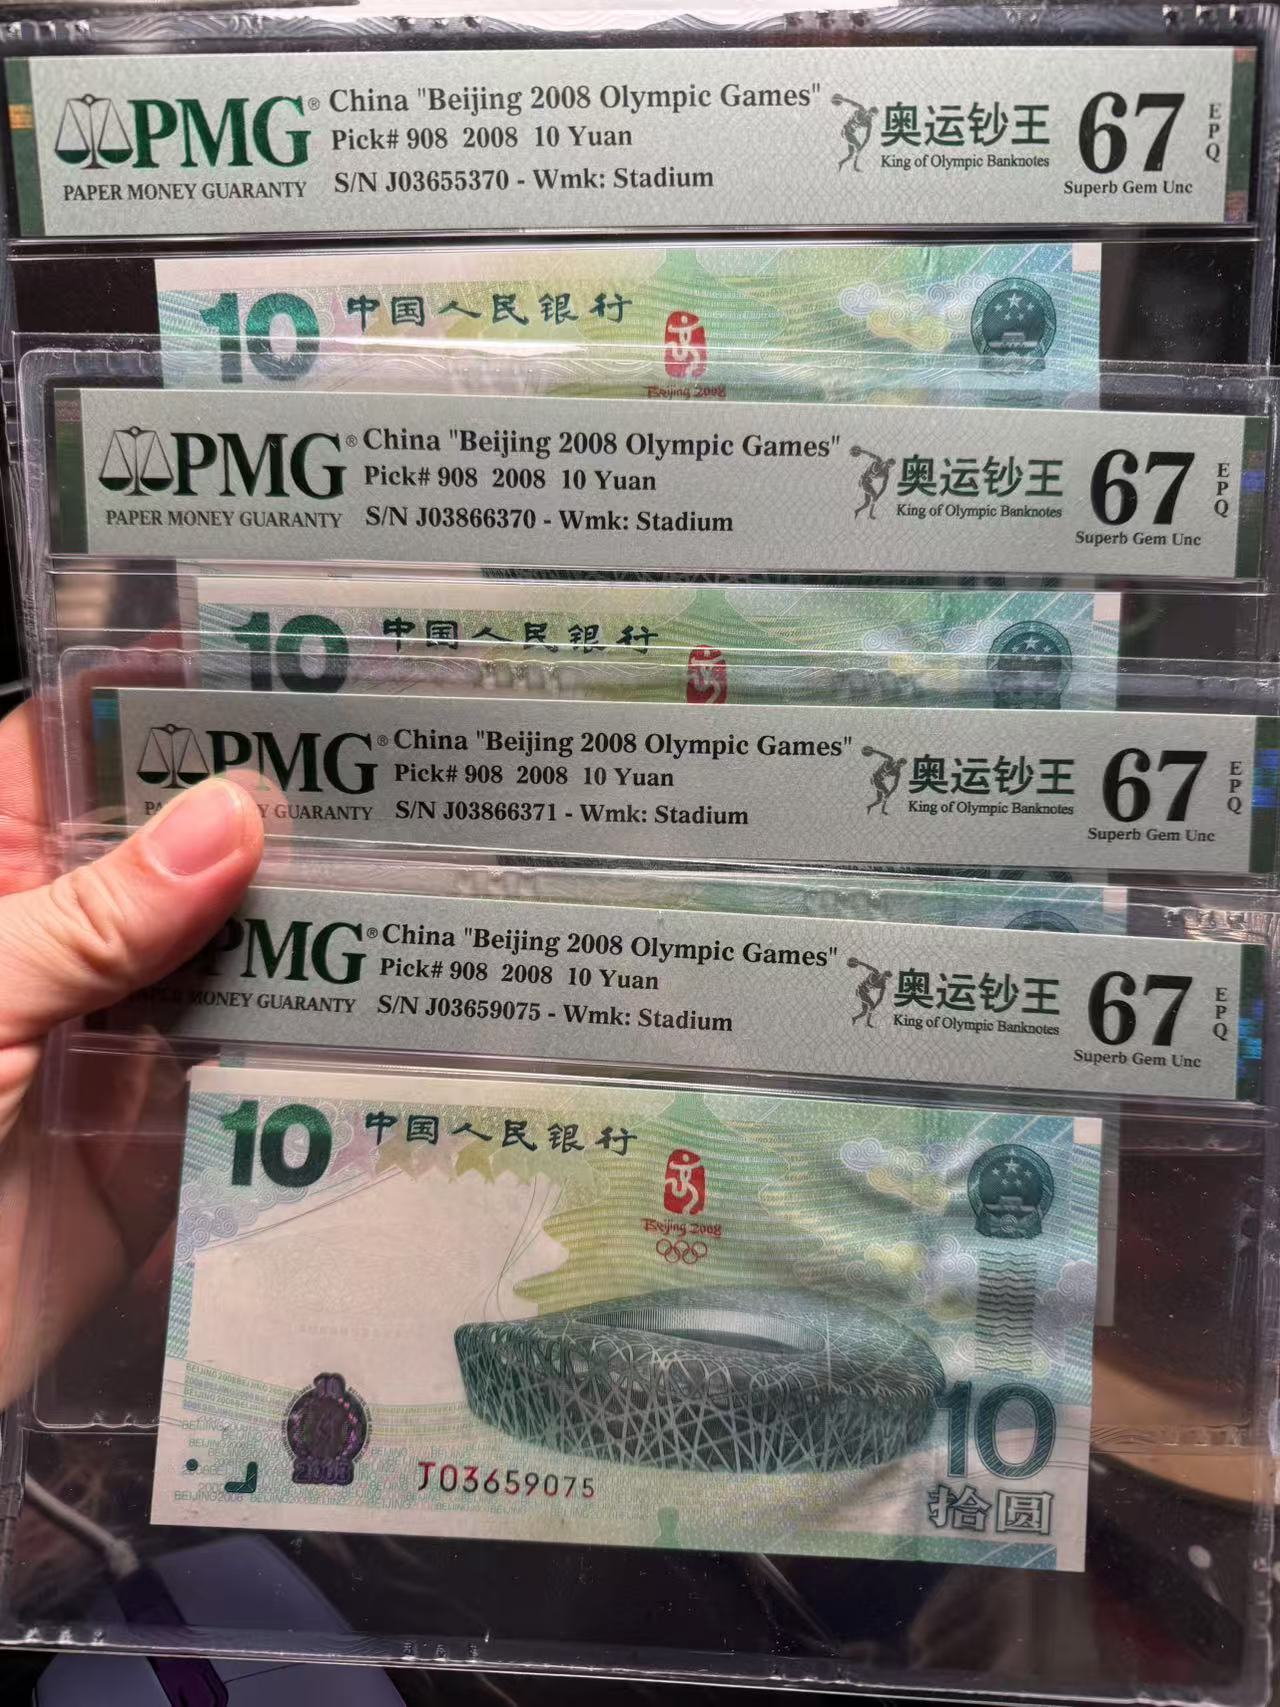 PMG® China "Beijing 2008 Olympic Games" 奥运钞王 67 EPQ
Pick# 908 2008 10 Yuan King of Olympic Banknotes
PAPER MONEY GUARANTY S/N J03655370 - Wmk: Stadium Superb Gem Unc
10 中国人民银行
Beijing 2008
PMG® China "Beijing 2008 Olympic Games" 奥运钞王 67 EPQ
Pick# 908 2008 10 Yuan King of Olympic Banknotes
PAPER MONEY GUARANTY S/N J03866370 - Wmk: Stadium Superb Gem Unc
10 中国人民银行
PMG® China "Beijing 2008 Olympic Games" 奥运钞王 67 EPQ
Pick# 908 2008 10 Yuan King of Olympic Banknotes
GUARANTY S/N J03866371 - Wmk: Stadium Superb Gem Unc
PMG® China "Beijing 2008 Olympic Games" 奥运钞王 67 EPQ
Pick# 908 2008 10 Yuan King of Olympic Banknotes
MONEY GUARANTY S/N J03659075 - Wmk: Stadium Superb Gem Unc
10 中国人民银行
Beijing 2008
10
2008
J03659075
10
拾圆